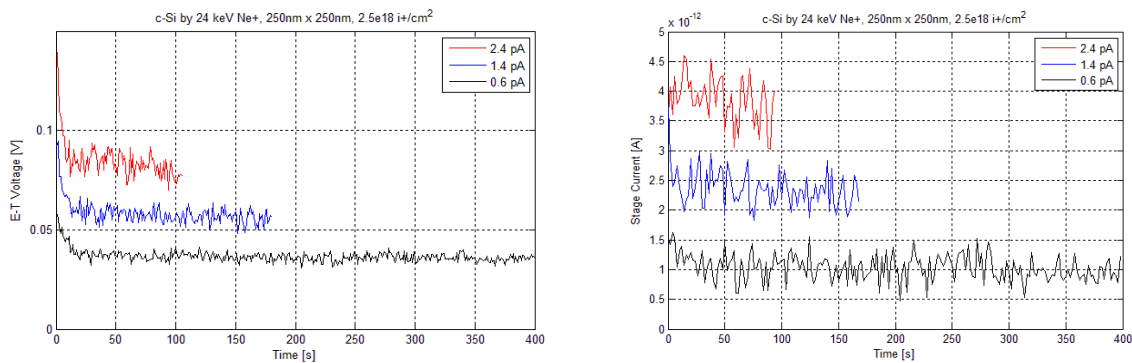 c-Si by 24 keV Ne+, 250nm x 250nm, 2.5e18 i+/cm²
2.4 pA
1.4 pA
0.6 pA
0.1
0.05
0
E-T Voltage [V]
0 50 100 150 200 250 300 350 400
Time [s]
x 10⁻¹²
c-Si by 24 keV Ne+, 250nm x 250nm, 2.5e18 i+/cm²
2.4 pA
1.4 pA
0.6 pA
5
4.5
4
3.5
3
2.5
2
1.5
1
0.5
0
Stage Current [A]
0 50 100 150 200 250 300 350 400
Time [s]